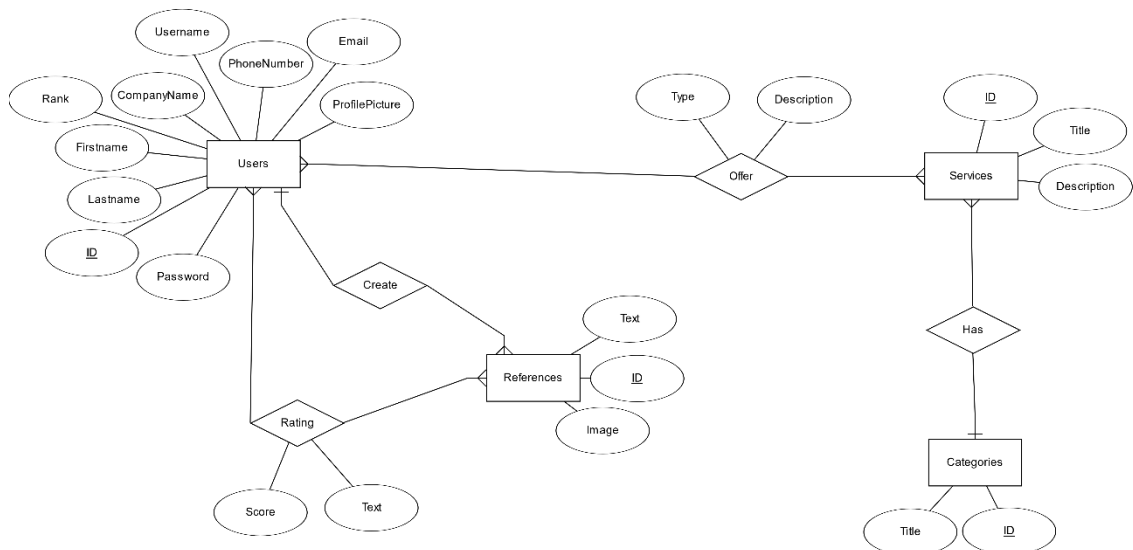 Username
Email
PhoneNumber
CompanyName
Rank
ProfilePicture
Type
Description
ID
Title
Firstname
Users
Offer
Services
Description
Lastname
ID
Password
Create
Text
Has
References
ID
Rating
Image
Categories
Score
Text
Title
ID